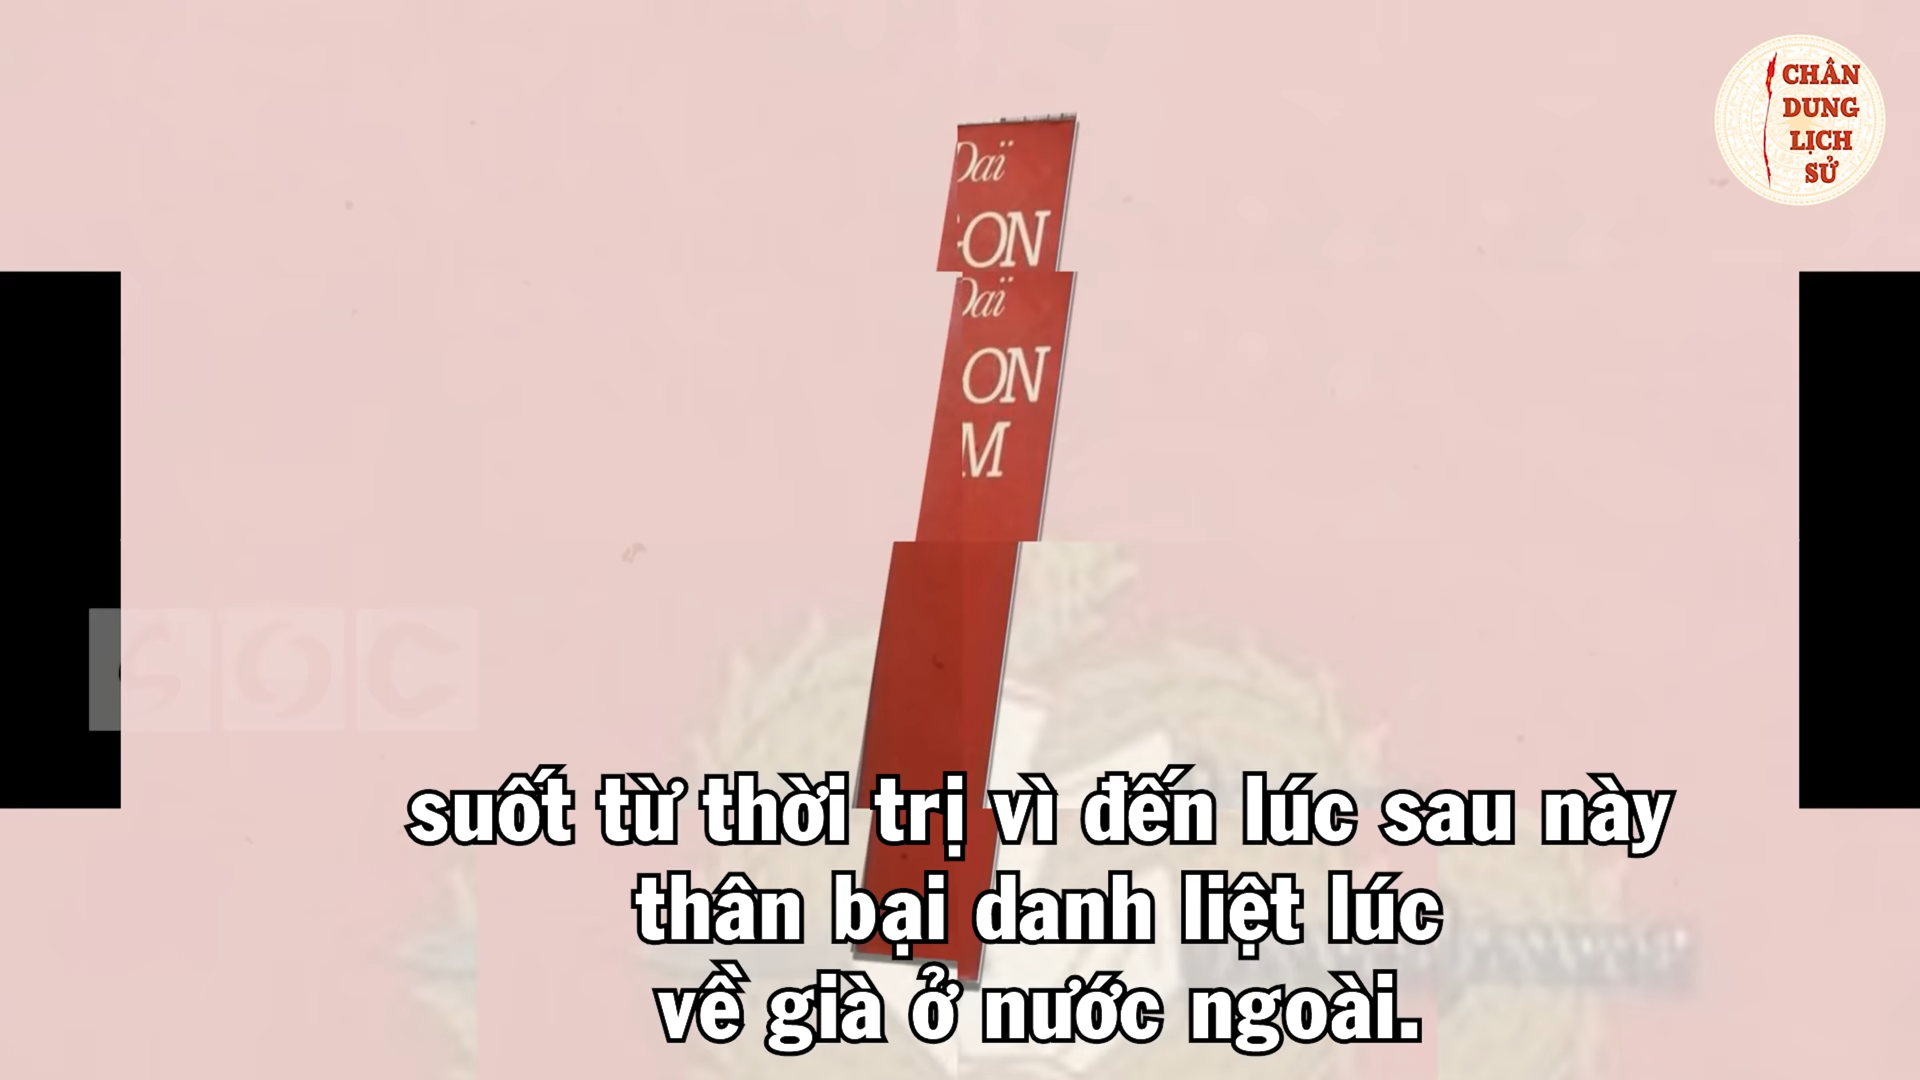 CHÂN
DUNG
LỊCH
SỬ
Daï
ON
Daï
ON
M
suốt từ thời trị vì đến lúc sau này
thân bại danh liệt lúc
về già ở nước ngoài.